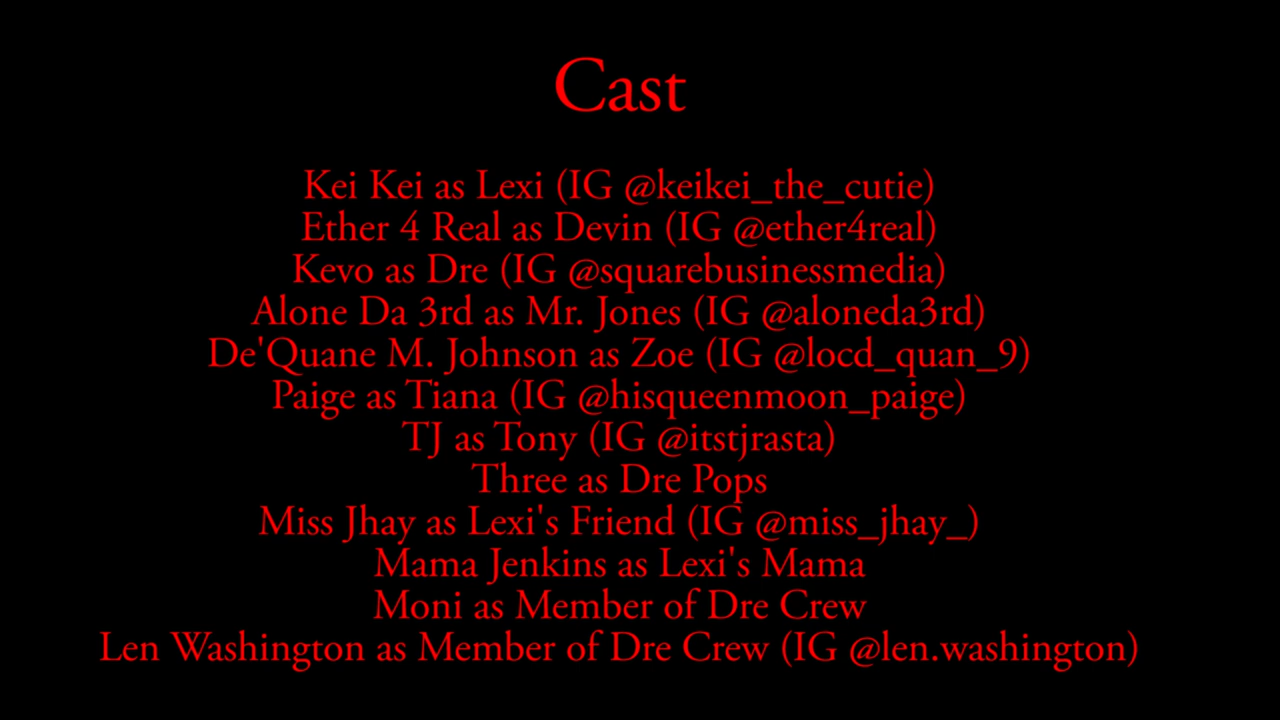 Cast
Kei Kei as Lexi (IG @keikei_the_cutie)
Ether 4 Real as Devin (IG @ether4real)
Kevo as Dre (IG @squarebusinessmedia)
Alone Da 3rd as Mr. Jones (IG @aloneda3rd)
De'Quane M. Johnson as Zoe (IG @locd_quan_9)
Paige as Tiana (IG @hisqueenmoon_paige)
TJ as Tony (IG @itstjrasta)
Three as Dre Pops
Miss Jhay as Lexi's Friend (IG @miss_jhay_)
Mama Jenkins as Lexi's Mama
Moni as Member of Dre Crew
Len Washington as Member of Dre Crew (IG @len.washington)